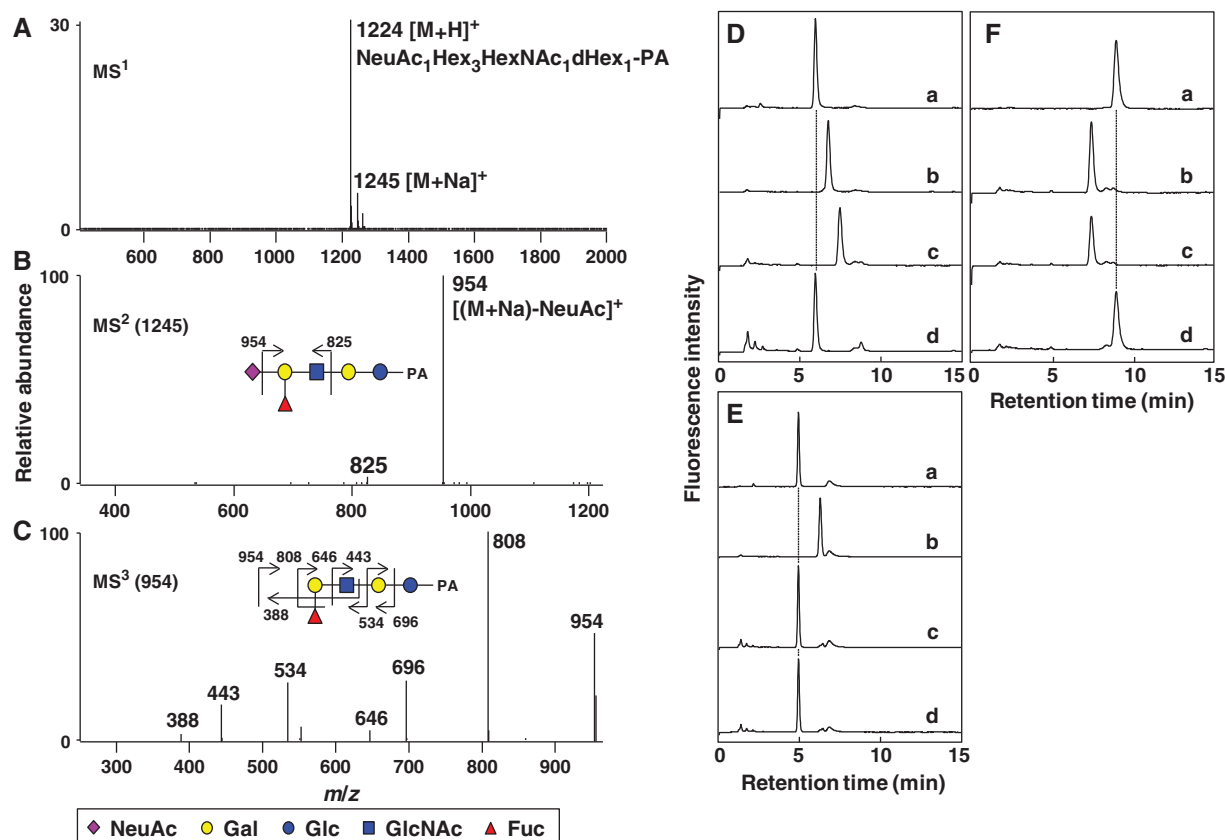 A
30
0
MS¹
1224 [M+H]⁺
NeuAc₁Hex₃HexNAc₁dHex₁-PA
1245 [M+Na]⁺
600 800 1000 1200 1400 1600 1800 2000
B
100
0
MS² (1245)
954
[(M+Na)-NeuAc]⁺
954 825
PA
825
400 600 800 1000 1200
Relative abundance
C
100
0
MS³ (954)
954 808 646 443
PA
388 534 696
808
954
388
443
534
646
696
300 400 500 600 700 800 900
m/z
NeuAc Gal Glc GlcNAc Fuc
D
a
b
c
d
0 5 10 15
E
a
b
c
d
0 5 10 15
Retention time (min)
F
a
b
c
d
0 5 10 15
Retention time (min)
Fluorescence intensity